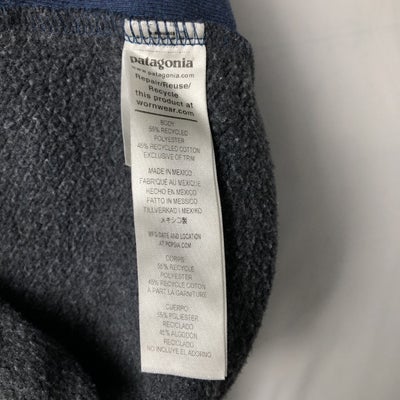 patagonia
www.patagonia.com
Repair/Reuse/
Recycle
this product at
wornwear.com
BODY:
55% RECYCLED
POLYESTER
45% RECYCLED COTTON
EXCLUSIVE OF TRIM
MADE IN MEXICO
FABRIQUÉ AU MEXIQUE
HECHO EN MEXICO
FATTO IN MESSICO
TILLVERKAD I MEXIKO
メキシコ製
MFG DATE AND LOCATION
AT POPSIA.COM
CORPS:
55% RECYCLÉ
POLYESTER
45% RECYCLÉ COTON
À PART LA GARNITURE
CUERPO:
55% POLIÉSTER
RECICLADO
45% ALGODÓN
RECICLADO
NO INCLUYE EL ADORNO